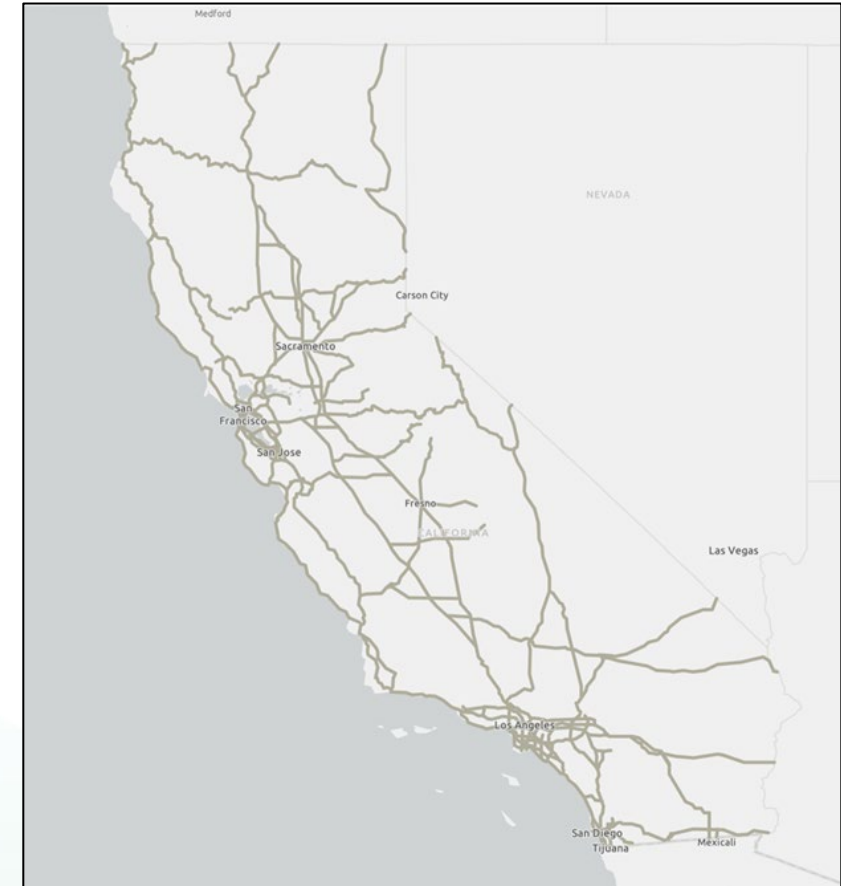 Medford
NEVADA
Carson City
Sacramento
San
Francisco
San Jose
Fresno
CALIFORNIA
Las Vegas
Los Angeles
San Diego
Tijuana
Mexicali